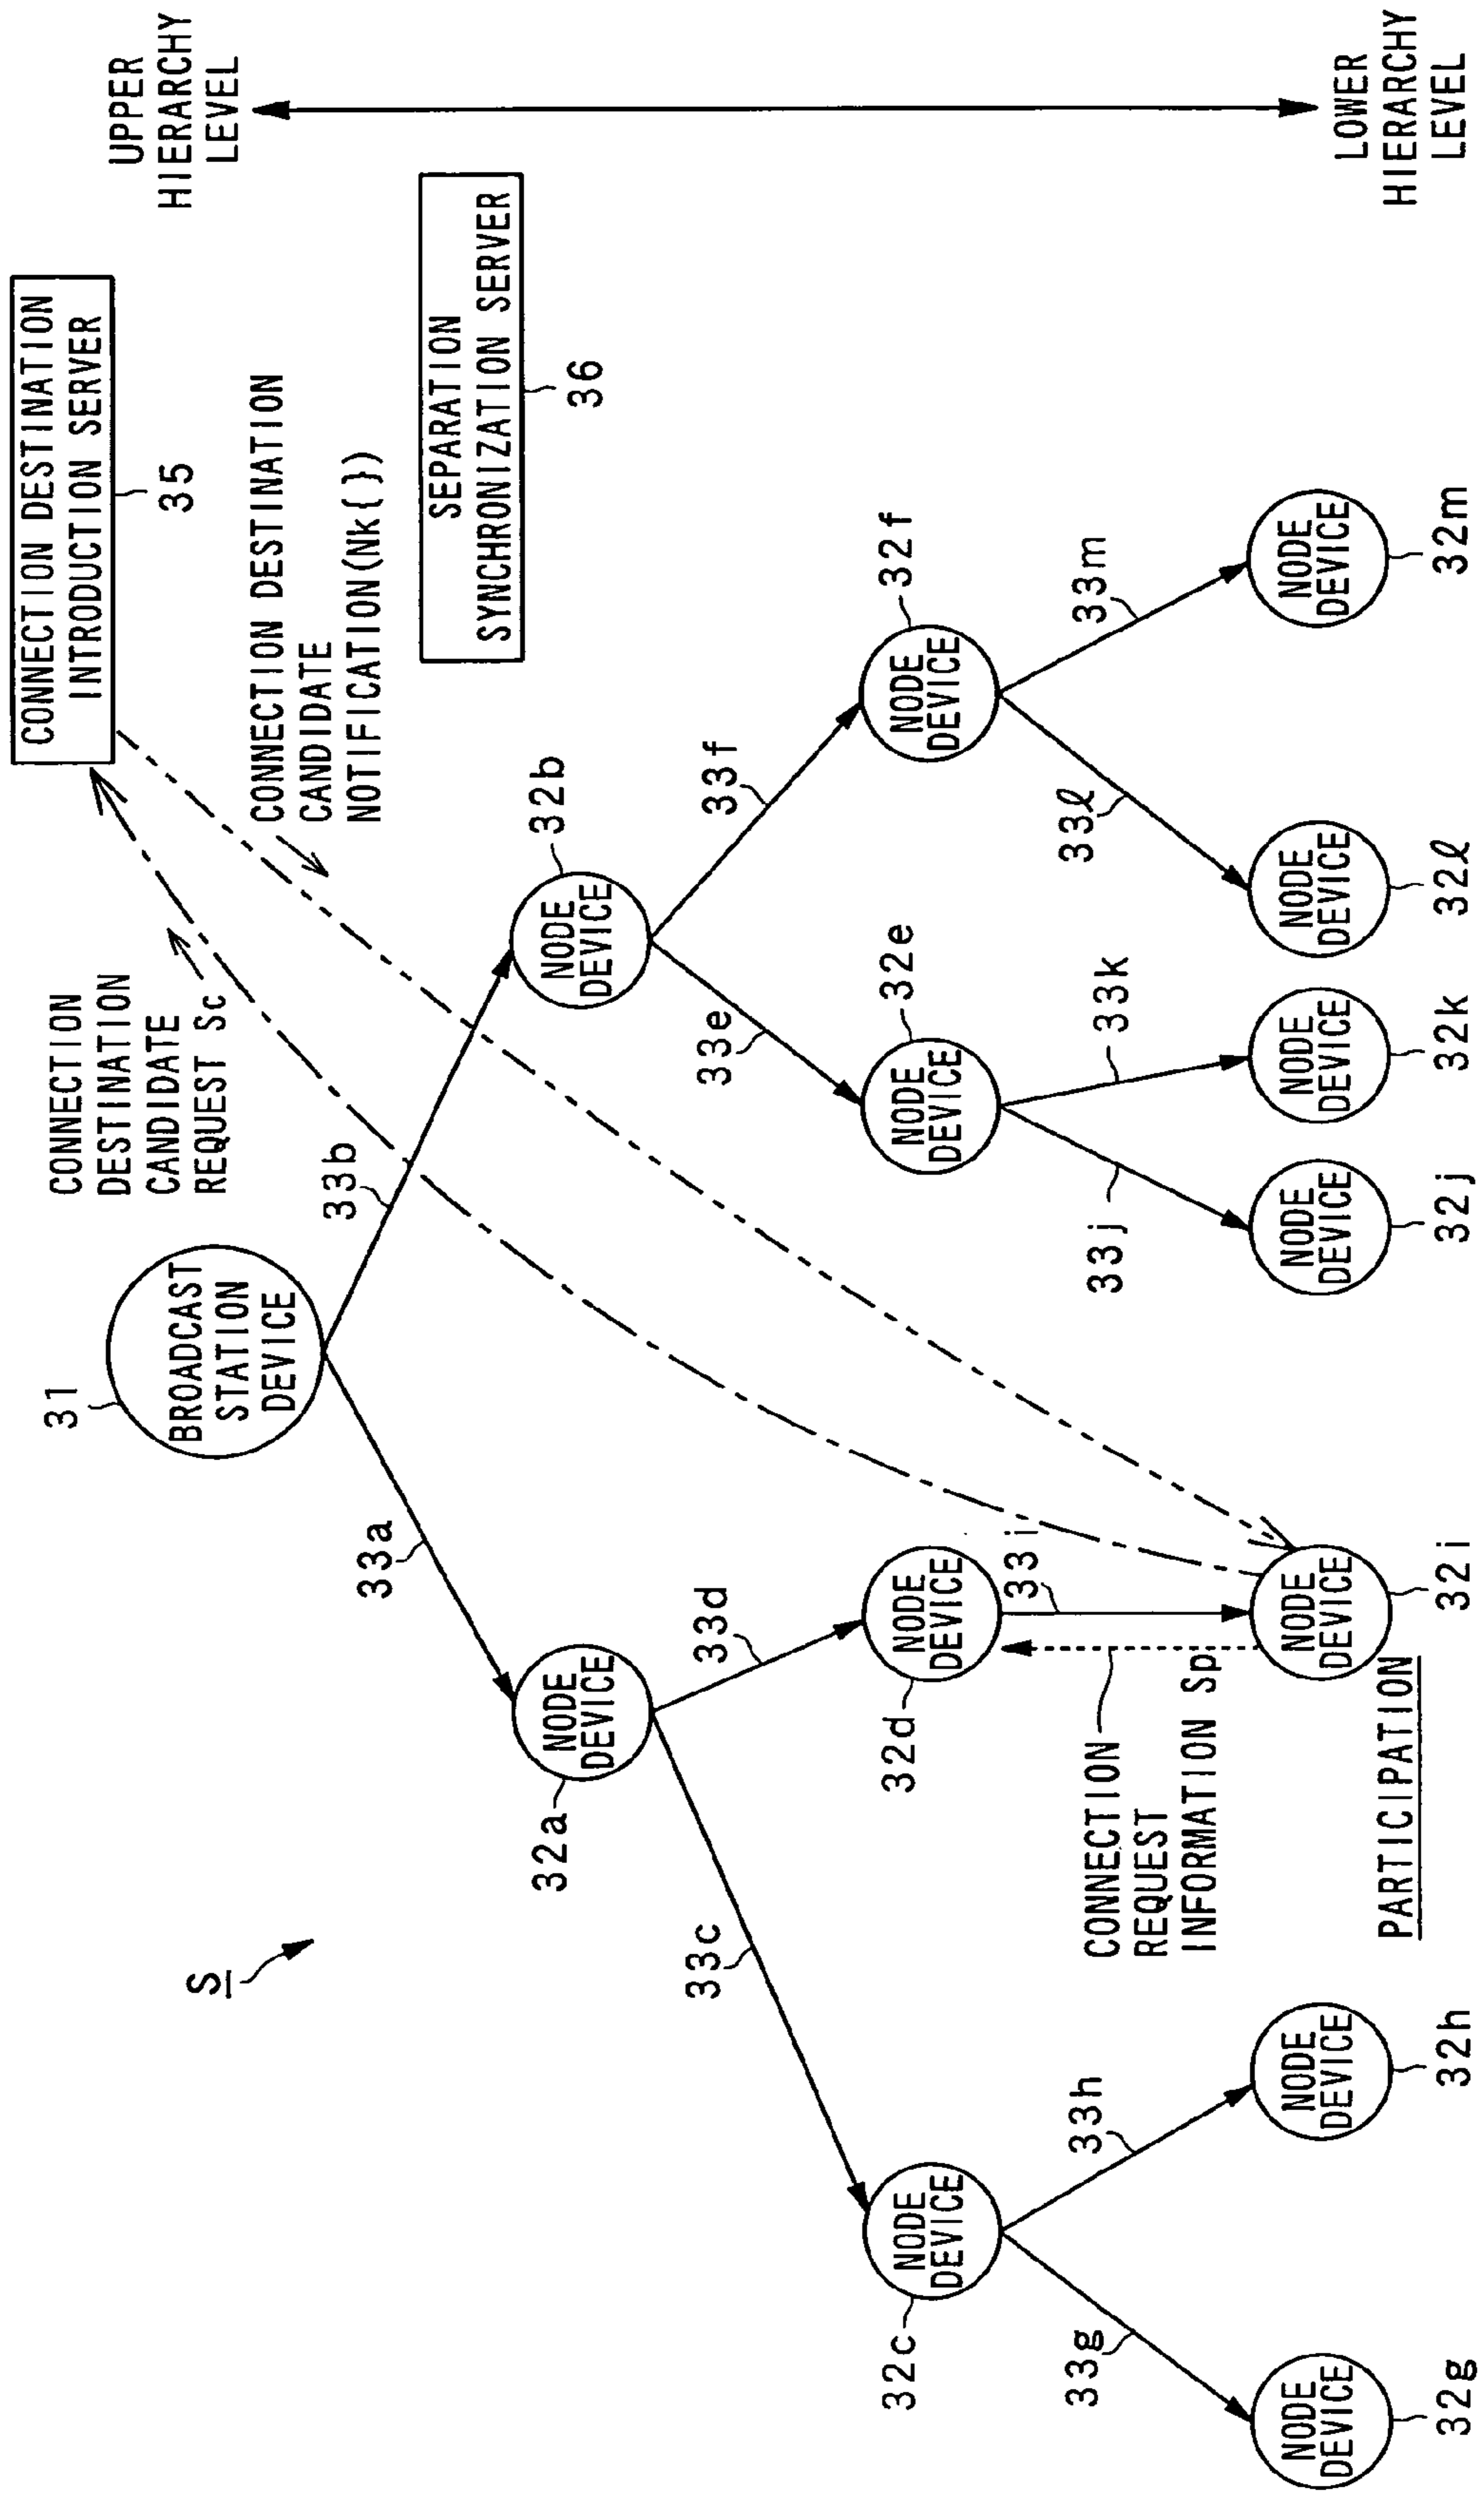 CONNECTION DESTINATION
INTRODUCTION SERVER
35
UPPER
HIERARCHY
LEVEL
31
BROADCAST
STATION
DEVICE
CONNECTION
DESTINATION
CANDIDATE
REQUEST Sc
CONNECTION DESTINATION
CANDIDATE
NOTIFICATION(Nk{})
SEPARATION
SYNCHRONIZATION SERVER
36
S1
33a
33b
32a
NODE
DEVICE
32b
NODE
DEVICE
33c
33d
33e
33f
32c
NODE
DEVICE
32d
NODE
DEVICE
32e
NODE
DEVICE
32f
NODE
DEVICE
33g
33h
33i
33j
33k
33ℓ
33m
CONNECTION
REQUEST
INFORMATION Sp
NODE
DEVICE
32g
NODE
DEVICE
32h
NODE
DEVICE
32i
NODE
DEVICE
32j
NODE
DEVICE
32k
NODE
DEVICE
32ℓ
NODE
DEVICE
32m
PARTICIPATION
LOWER
HIERARCHY
LEVEL